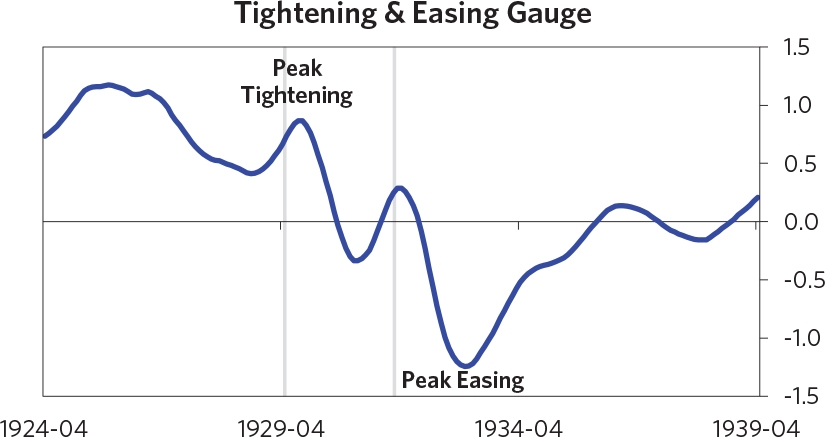 Tightening & Easing Gauge
1.5
Peak
Tightening
1.0
0.5
0.0
-0.5
-1.0
Peak Easing
-1.5
1924-04 1929-04 1934-04 1939-04